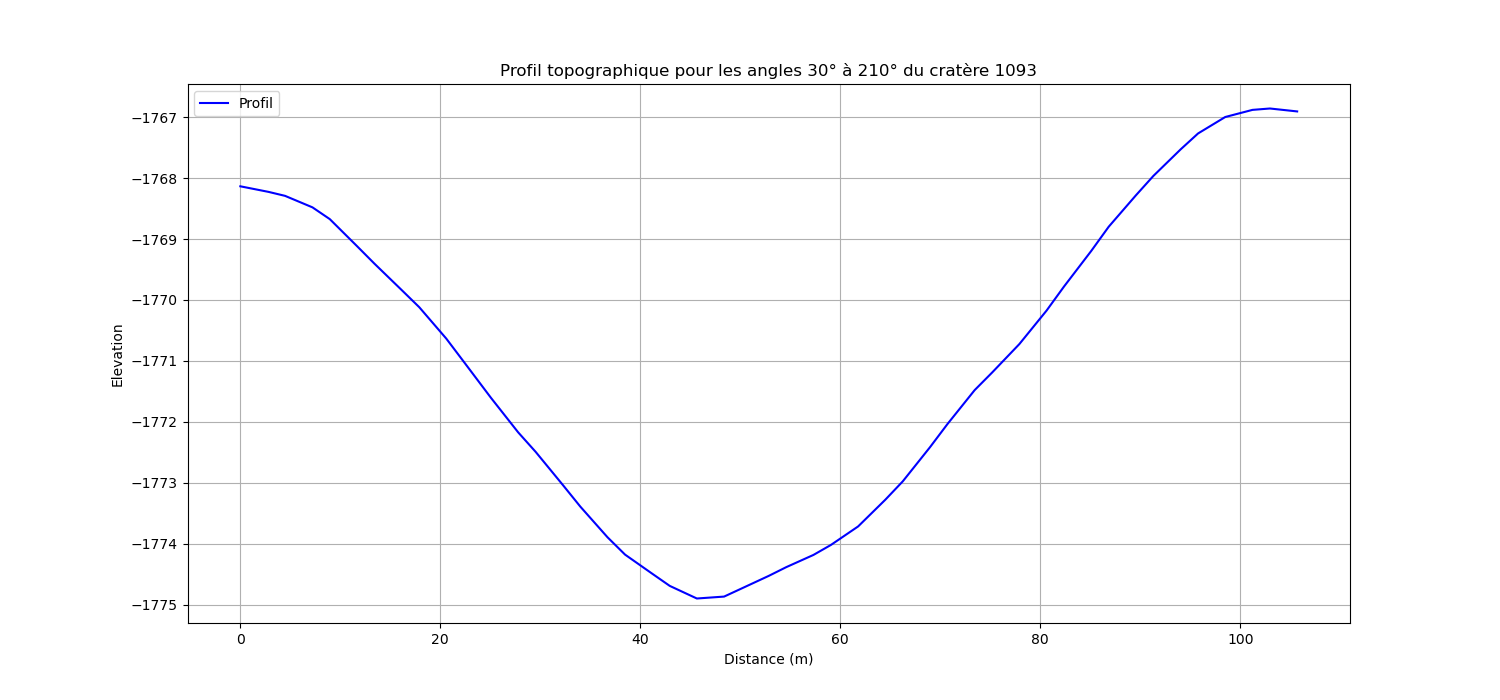 Profil topographique pour les angles 30° à 210° du cratère 1093
Profil
−1767
−1768
−1769
−1770
−1771
−1772
−1773
−1774
−1775
Elevation
0 20 40 60 80 100
Distance (m)